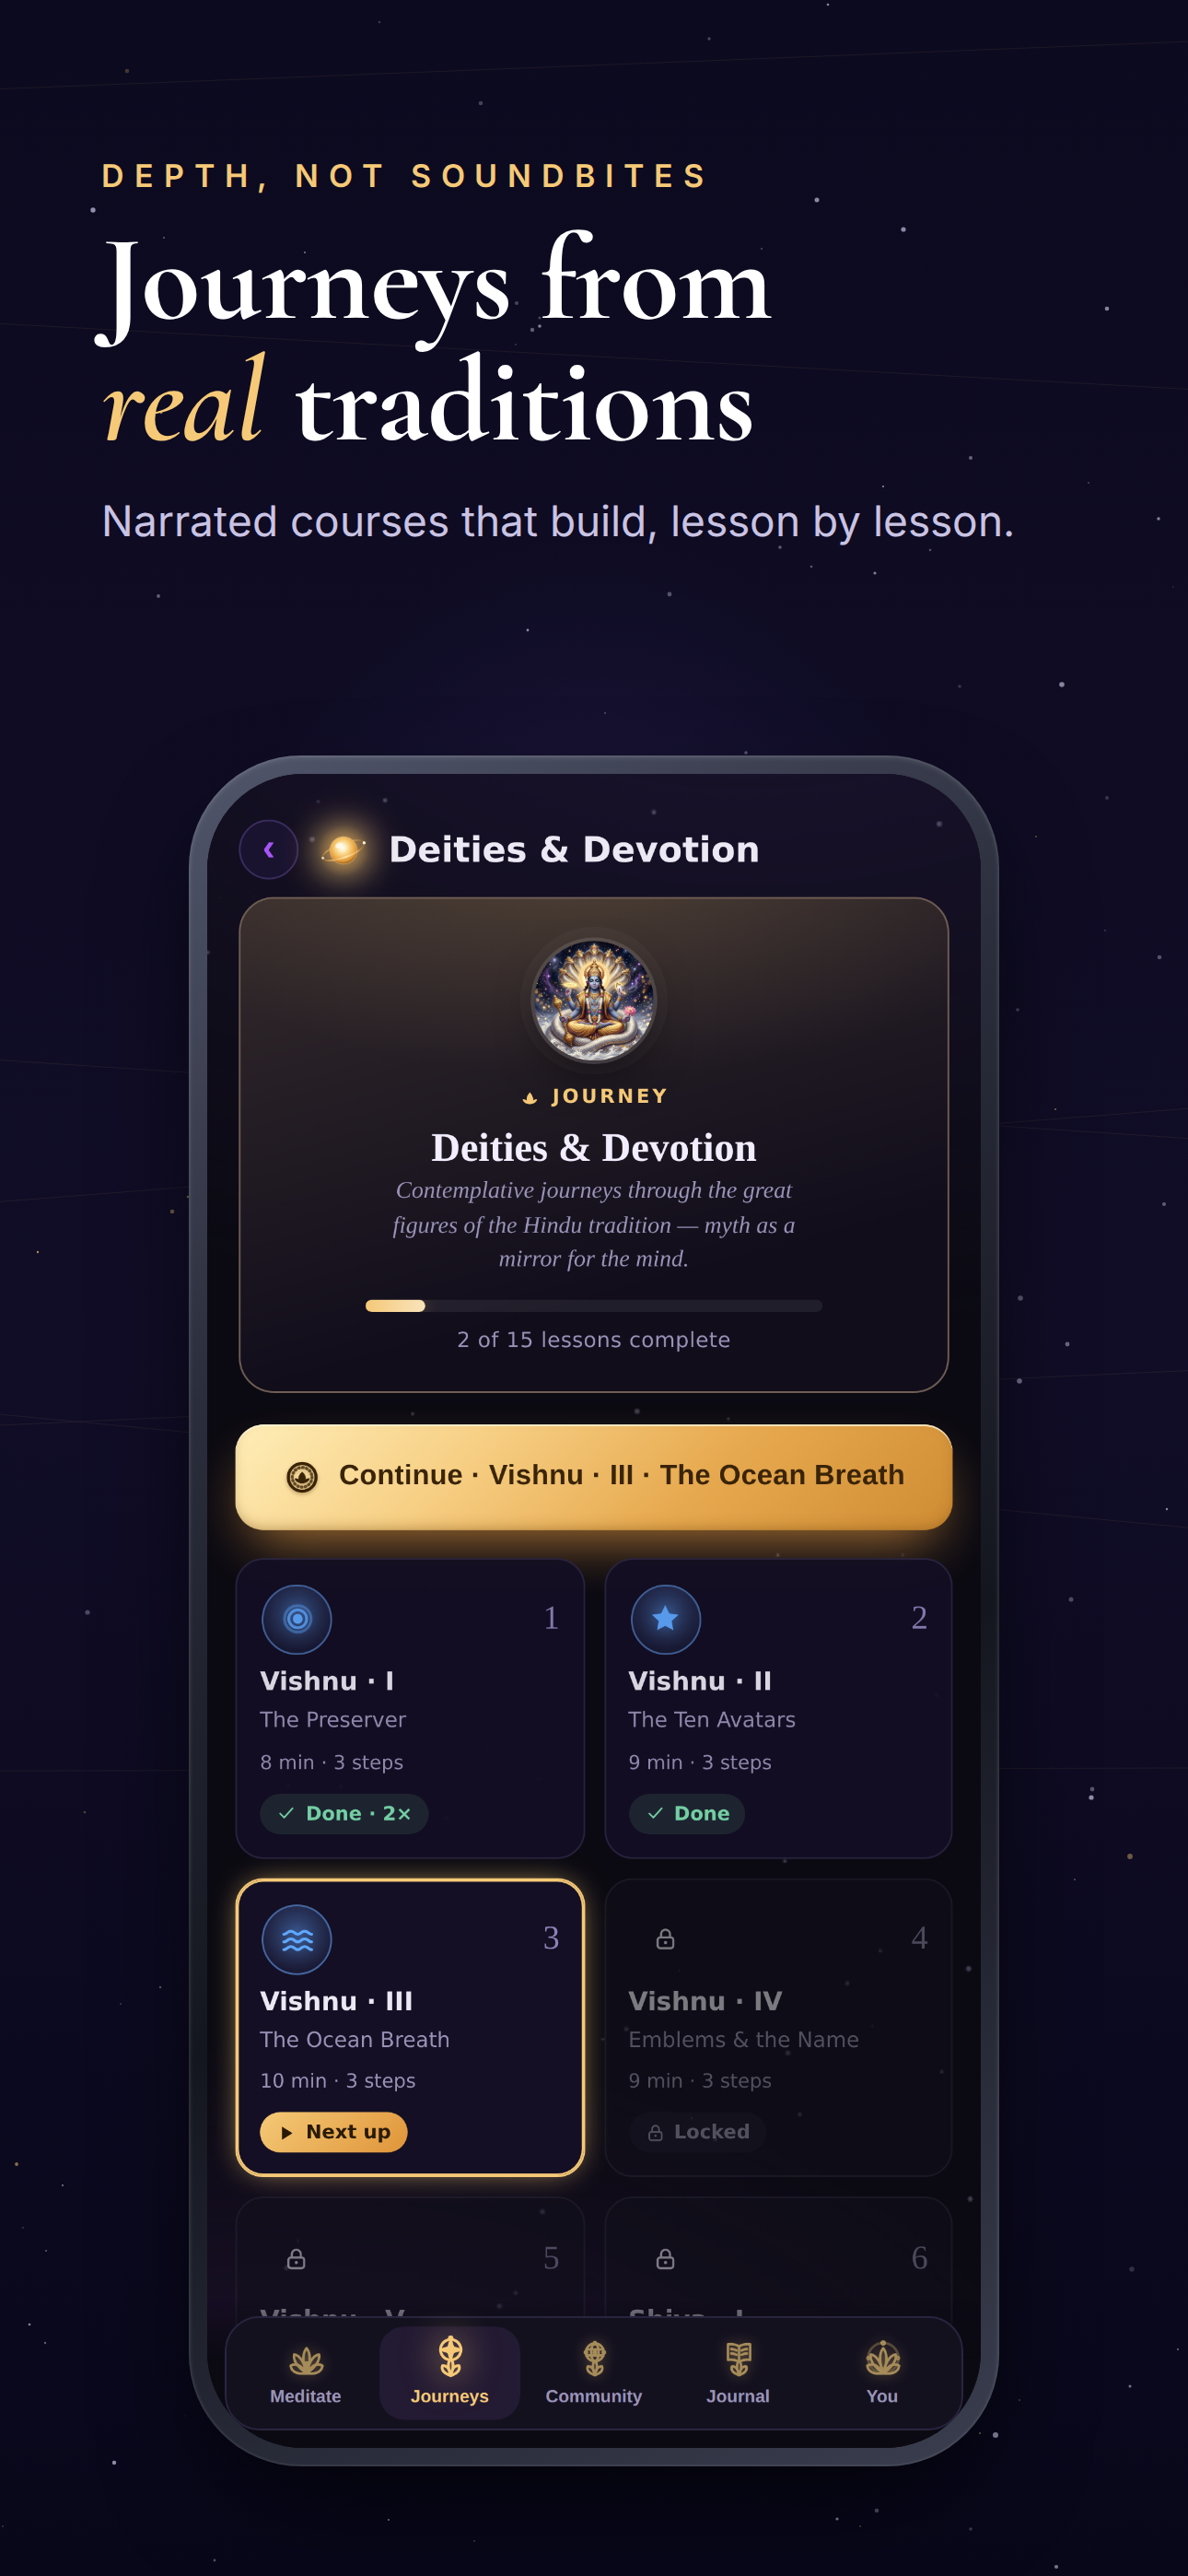 DEPTH, NOT SOUNDBITES
Journeys from
real traditions
Narrated courses that build, lesson by lesson.
Deities & Devotion
JOURNEY
Deities & Devotion
Contemplative journeys through the great
figures of the Hindu tradition — myth as a
mirror for the mind.
2 of 15 lessons complete
Continue · Vishnu · III · The Ocean Breath
1
Vishnu · I
The Preserver
8 min · 3 steps
Done · 2×
2
Vishnu · II
The Ten Avatars
9 min · 3 steps
Done
3
Vishnu · III
The Ocean Breath
10 min · 3 steps
Next up
4
Vishnu · IV
Emblems & the Name
9 min · 3 steps
Locked
5
Vishnu · V
6
Shiva · I
Meditate
Journeys
Community
Journal
You